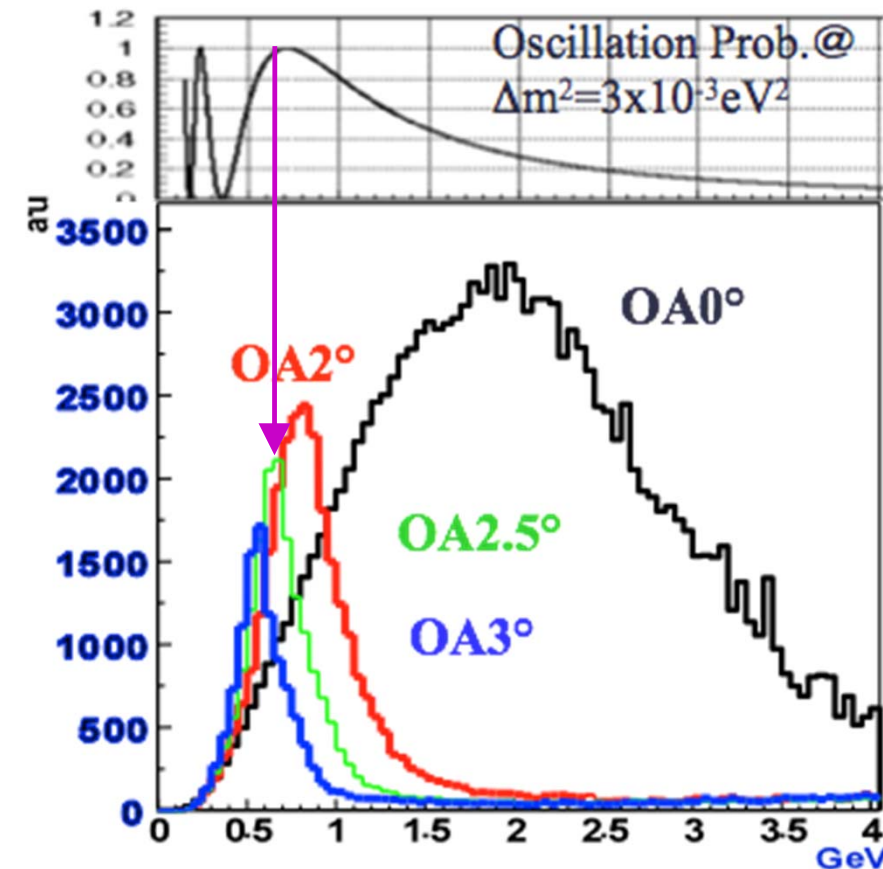 1.2
1
0.8
0.6
0.4
0.2
0
Oscillation Prob.@
Δm²=3x10⁻³eV²
au
3500
3000
2500
2000
1500
1000
500
0
OA0°
OA2°
OA2.5°
OA3°
0 0.5 1 1.5 2 2.5 3 3.5 4
GeV